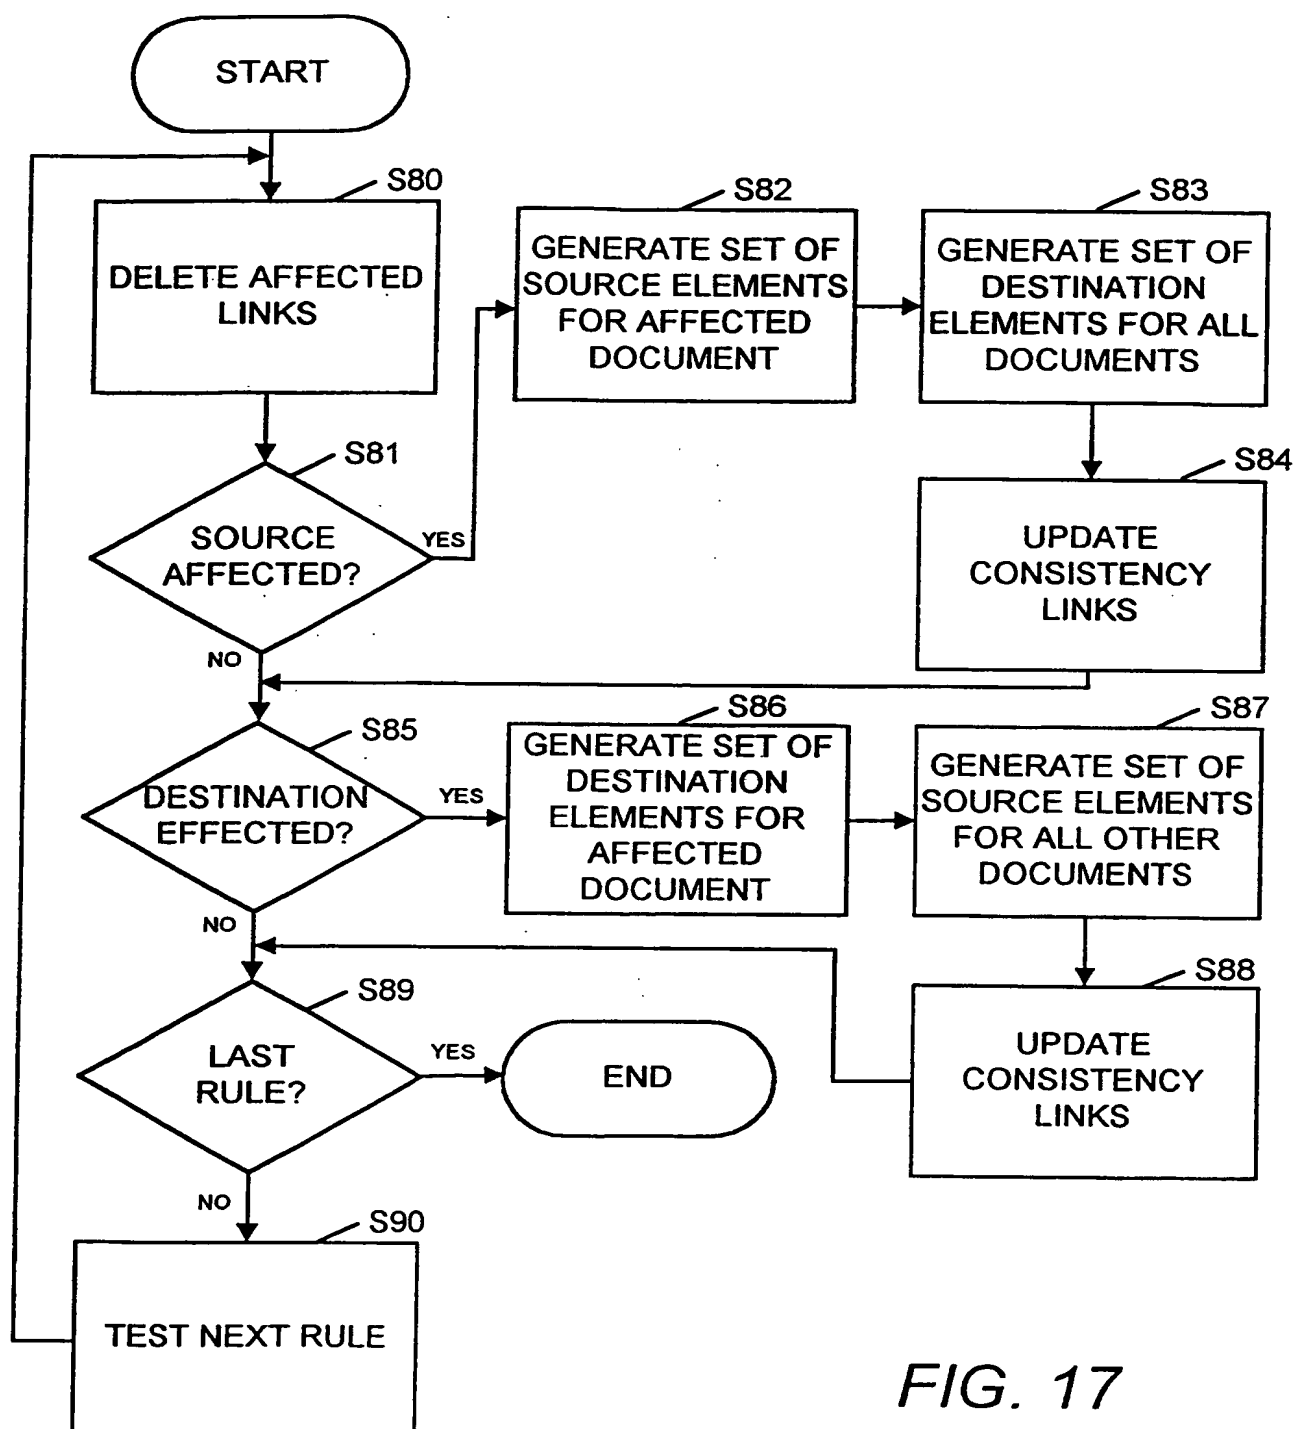 START
S80
DELETE AFFECTED
LINKS
S82
GENERATE SET OF
SOURCE ELEMENTS
FOR AFFECTED
DOCUMENT
S83
GENERATE SET OF
DESTINATION
ELEMENTS FOR ALL
DOCUMENTS
S81
SOURCE
AFFECTED?
YES
NO
S84
UPDATE
CONSISTENCY
LINKS
S85
DESTINATION
EFFECTED?
YES
NO
S86
GENERATE SET OF
DESTINATION
ELEMENTS FOR
AFFECTED
DOCUMENT
S87
GENERATE SET OF
SOURCE ELEMENTS
FOR ALL OTHER
DOCUMENTS
S88
UPDATE
CONSISTENCY
LINKS
S89
LAST
RULE?
YES
END
NO
S90
TEST NEXT RULE
FIG. 17